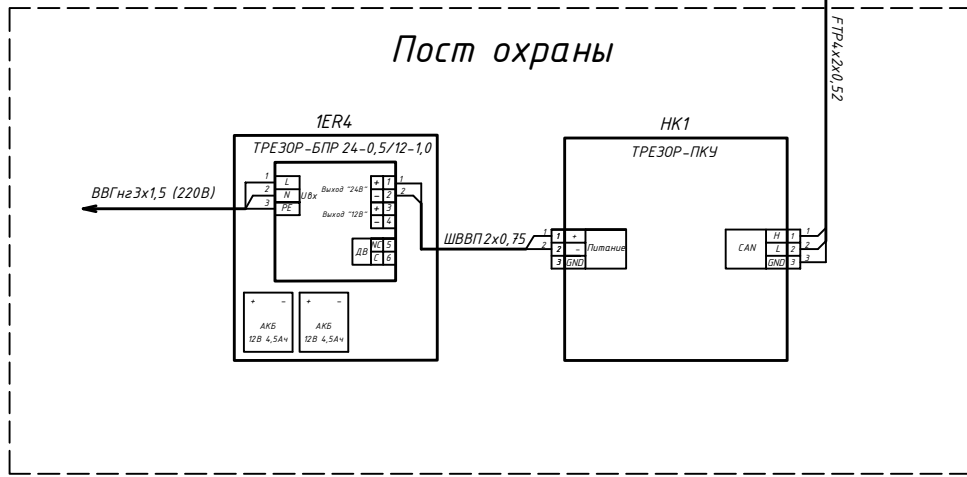 FTP4x2x0,52
Пост охраны
1ER4
ТРЕЗОР-БПР 24-0,5/12-1,0
ВВГнг3х1,5 (220В)
1 L
2 N
3 PE
Uвх
Выход "24В"
+ 1 1
– 2 2
Выход "12В"
+ 3
– 4
ДВ
NC 5
C 6
+ –
АКБ
12В 4,5Ач
+ –
АКБ
12В 4,5Ач
ШВВП 2х0,75
НК1
ТРЕЗОР-ПКУ
1 1 +
2 2 –
3 GND
Питание
CAN
H 1 1
L 2 2
GND 3 3